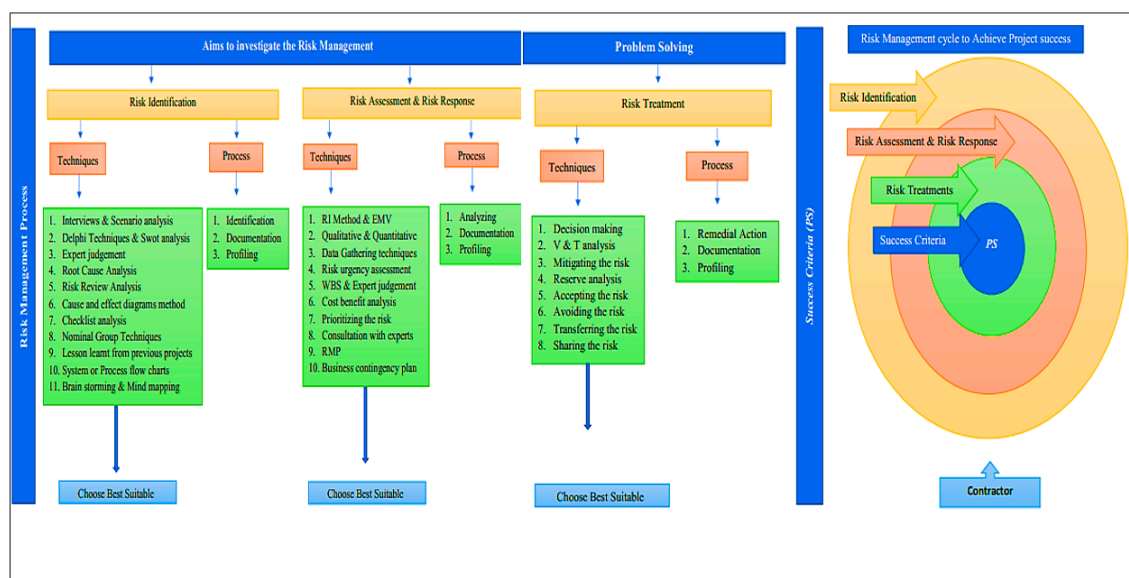 Risk Management Process
Aims to investigate the Risk Management
Risk Identification
Techniques
1. Interviews & Scenario analysis
2. Delphi Techniques & Swot analysis
3. Expert judgement
4. Root Cause Analysis
5. Risk Review Analysis
6. Cause and effect diagrams method
7. Checklist analysis
8. Nominal Group Techniques
9. Lesson learnt from previous projects
10. System or Process flow charts
11. Brain storming & Mind mapping
Choose Best Suitable
Process
1. Identification
2. Documentation
3. Profiling
Risk Assessment & Risk Response
Techniques
1. RI Method & EMV
2. Qualitative & Quantitative
3. Data Gathering techniques
4. Risk urgency assessment
5. WBS & Expert judgement
6. Cost benefit analysis
7. Prioritizing the risk
8. Consultation with experts
9. RMP
10. Business contingency plan
Choose Best Suitable
Process
1. Analyzing
2. Documentation
3. Profiling
Problem Solving
Risk Treatment
Techniques
1. Decision making
2. V & T analysis
3. Mitigating the risk
4. Reserve analysis
5. Accepting the risk
6. Avoiding the risk
7. Transferring the risk
8. Sharing the risk
Choose Best Suitable
Process
1. Remedial Action
2. Documentation
3. Profiling
Success Criteria (PS)
Risk Management cycle to Achieve Project success
Risk Identification
Risk Assessment & Risk Response
Risk Treatments
Success Criteria
PS
Contractor